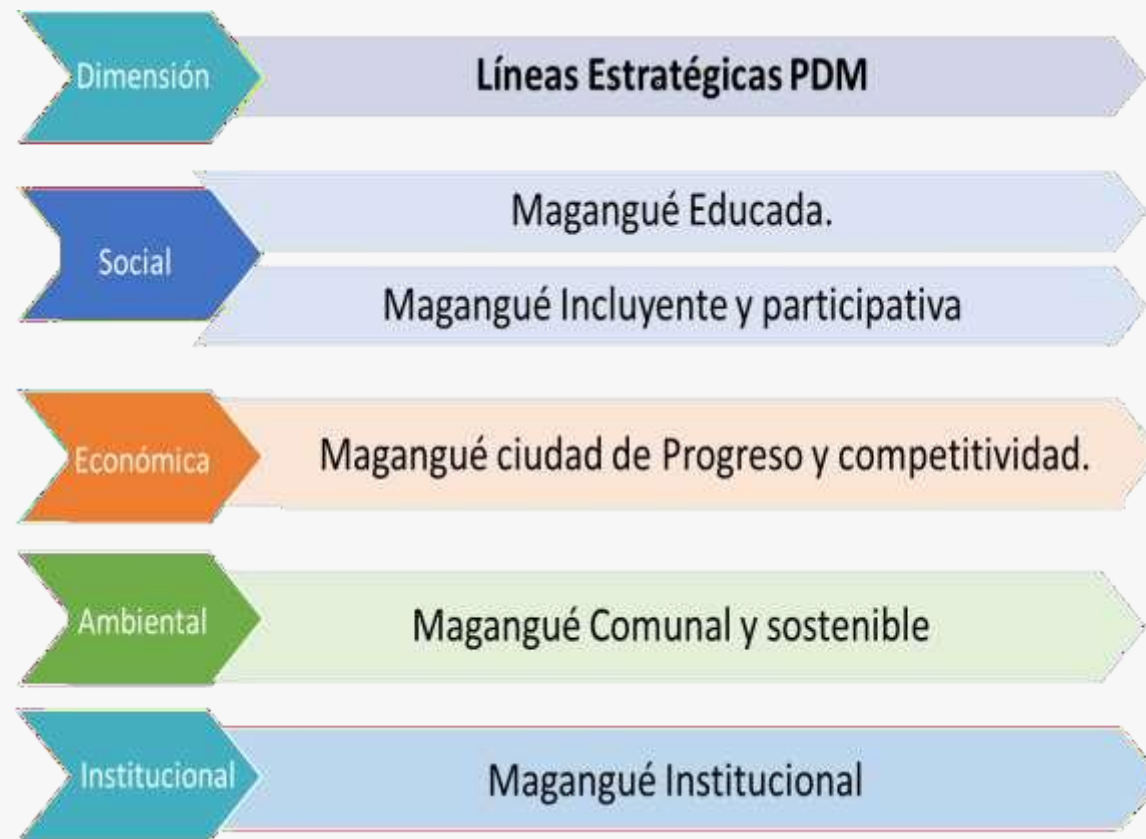 Dimensión
Líneas Estratégicas PDM
Social
Magangué Educada.
Magangué Incluyente y participativa
Económica
Magangué ciudad de Progreso y competitividad.
Ambiental
Magangué Comunal y sostenible
Institucional
Magangué Institucional